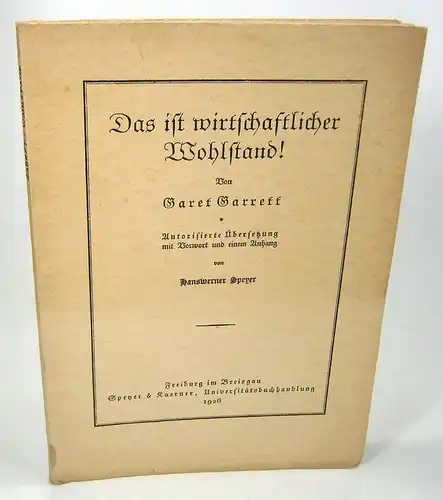 Das ist wirtschaftlicher
Wohlstand!
Von
Garet Garrett
Autorisierte Übersetzung
mit Vorwort und einem Anhang
von
Hanswerner Speyer
Freiburg im Breisgau
Speyer & Kaerner, Universitätsbuchhandlung
1926